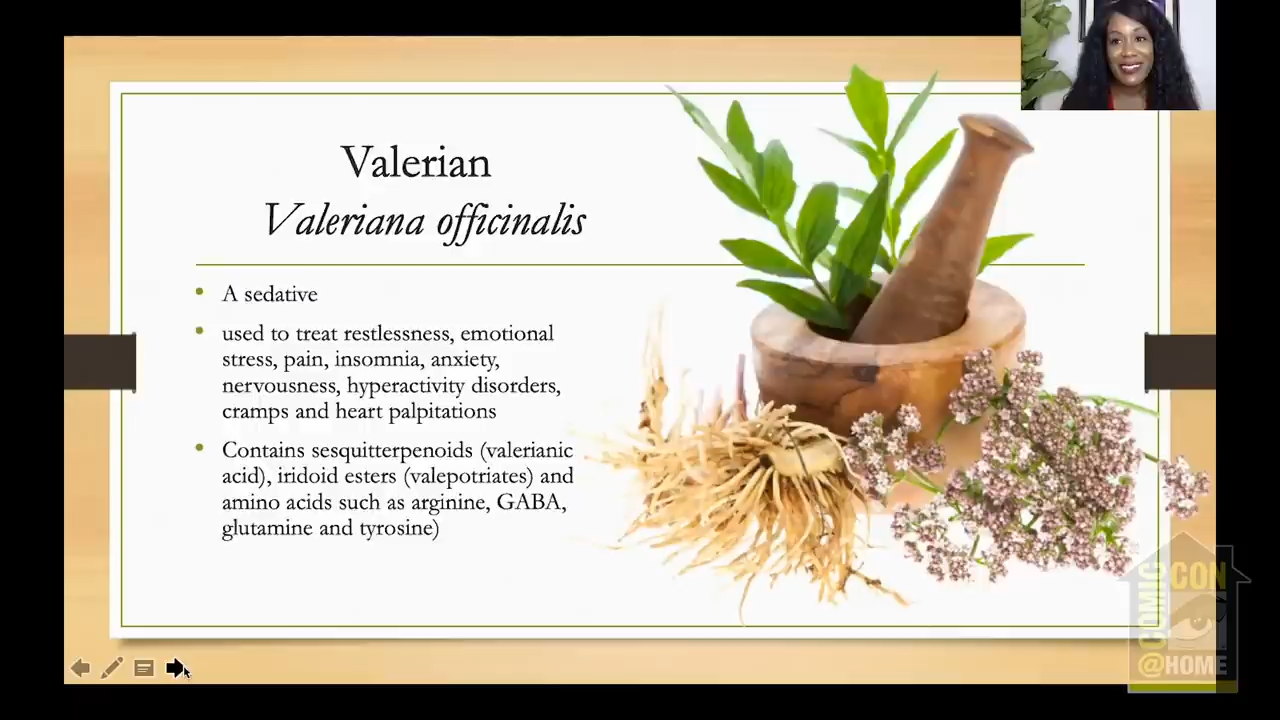 Valerian
Valeriana officinalis
• A sedative
• used to treat restlessness, emotional
stress, pain, insomnia, anxiety,
nervousness, hyperactivity disorders,
cramps and heart palpitations
• Contains sesquitterpenoids (valerianic
acid), iridoid esters (valepotriates) and
amino acids such as arginine, GABA,
glutamine and tyrosine)
COMIC
CON
@HOME